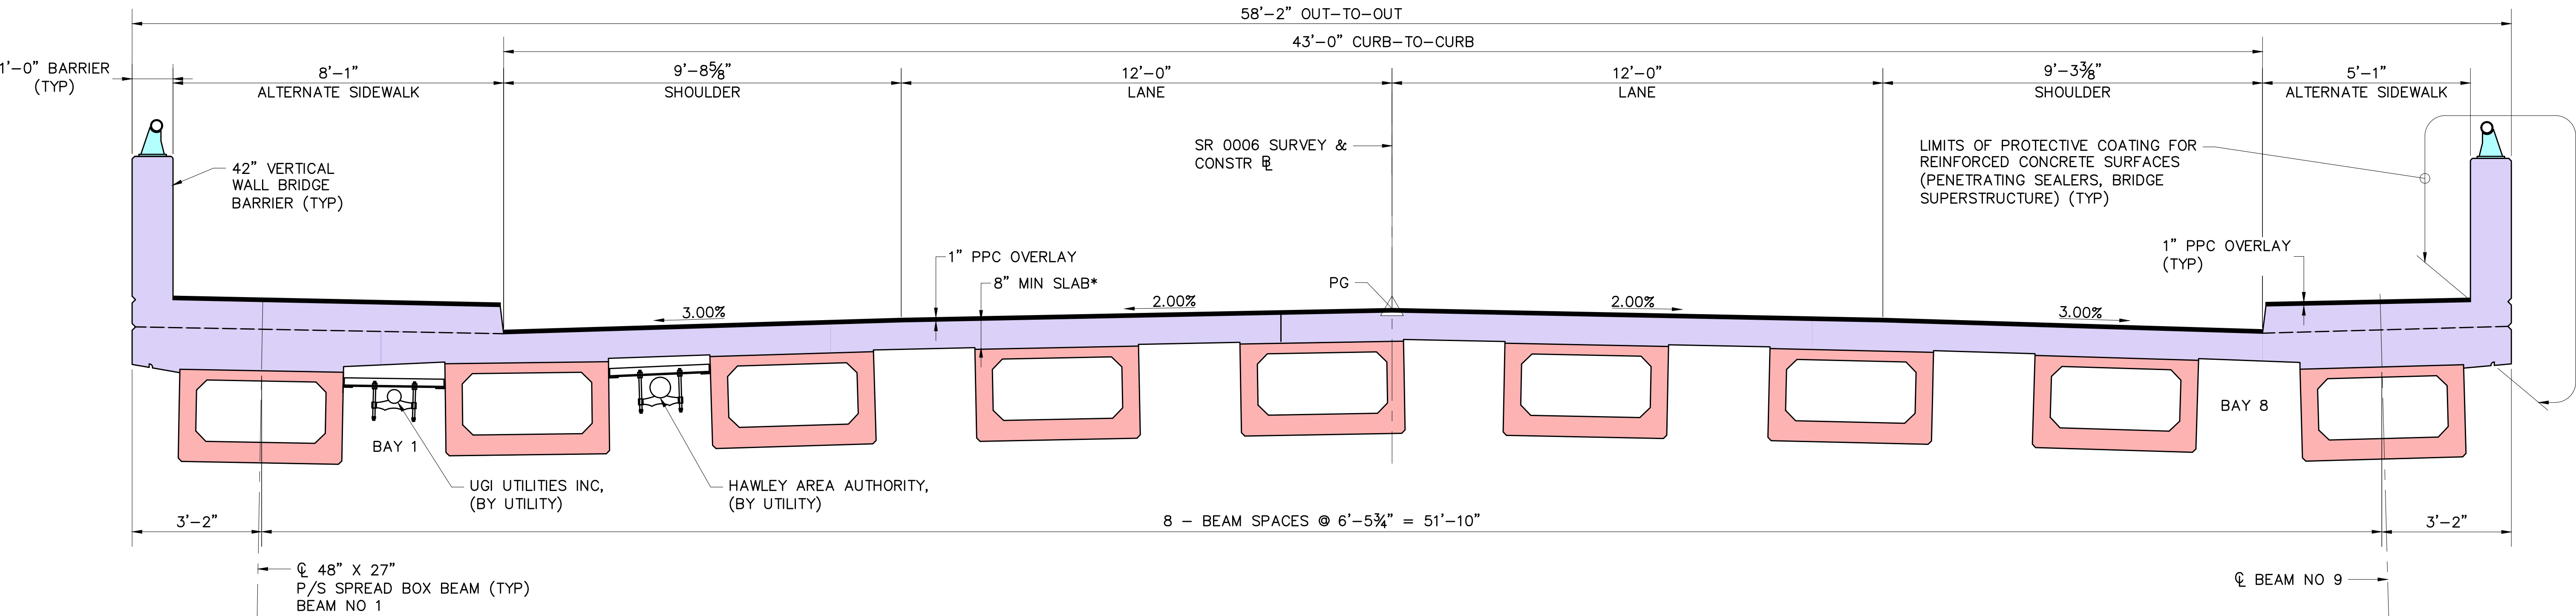 58'-2" OUT-TO-OUT
43'-0" CURB-TO-CURB
1'-0" BARRIER
(TYP)
8'-1"
ALTERNATE SIDEWALK
9'-8⅝"
SHOULDER
12'-0"
LANE
12'-0"
LANE
9'-3⅜"
SHOULDER
5'-1"
ALTERNATE SIDEWALK
42" VERTICAL
WALL BRIDGE
BARRIER (TYP)
SR 0006 SURVEY &
CONSTR BL
LIMITS OF PROTECTIVE COATING FOR
REINFORCED CONCRETE SURFACES
(PENETRATING SEALERS, BRIDGE
SUPERSTRUCTURE) (TYP)
1" PPC OVERLAY
8" MIN SLAB*
PG
1" PPC OVERLAY
(TYP)
3.00%
2.00%
2.00%
3.00%
BAY 1
BAY 8
UGI UTILITIES INC,
(BY UTILITY)
HAWLEY AREA AUTHORITY,
(BY UTILITY)
3'-2"
8 - BEAM SPACES @ 6'-5¾" = 51'-10"
3'-2"
℄ 48" X 27"
P/S SPREAD BOX BEAM (TYP)
BEAM NO 1
℄ BEAM NO 9